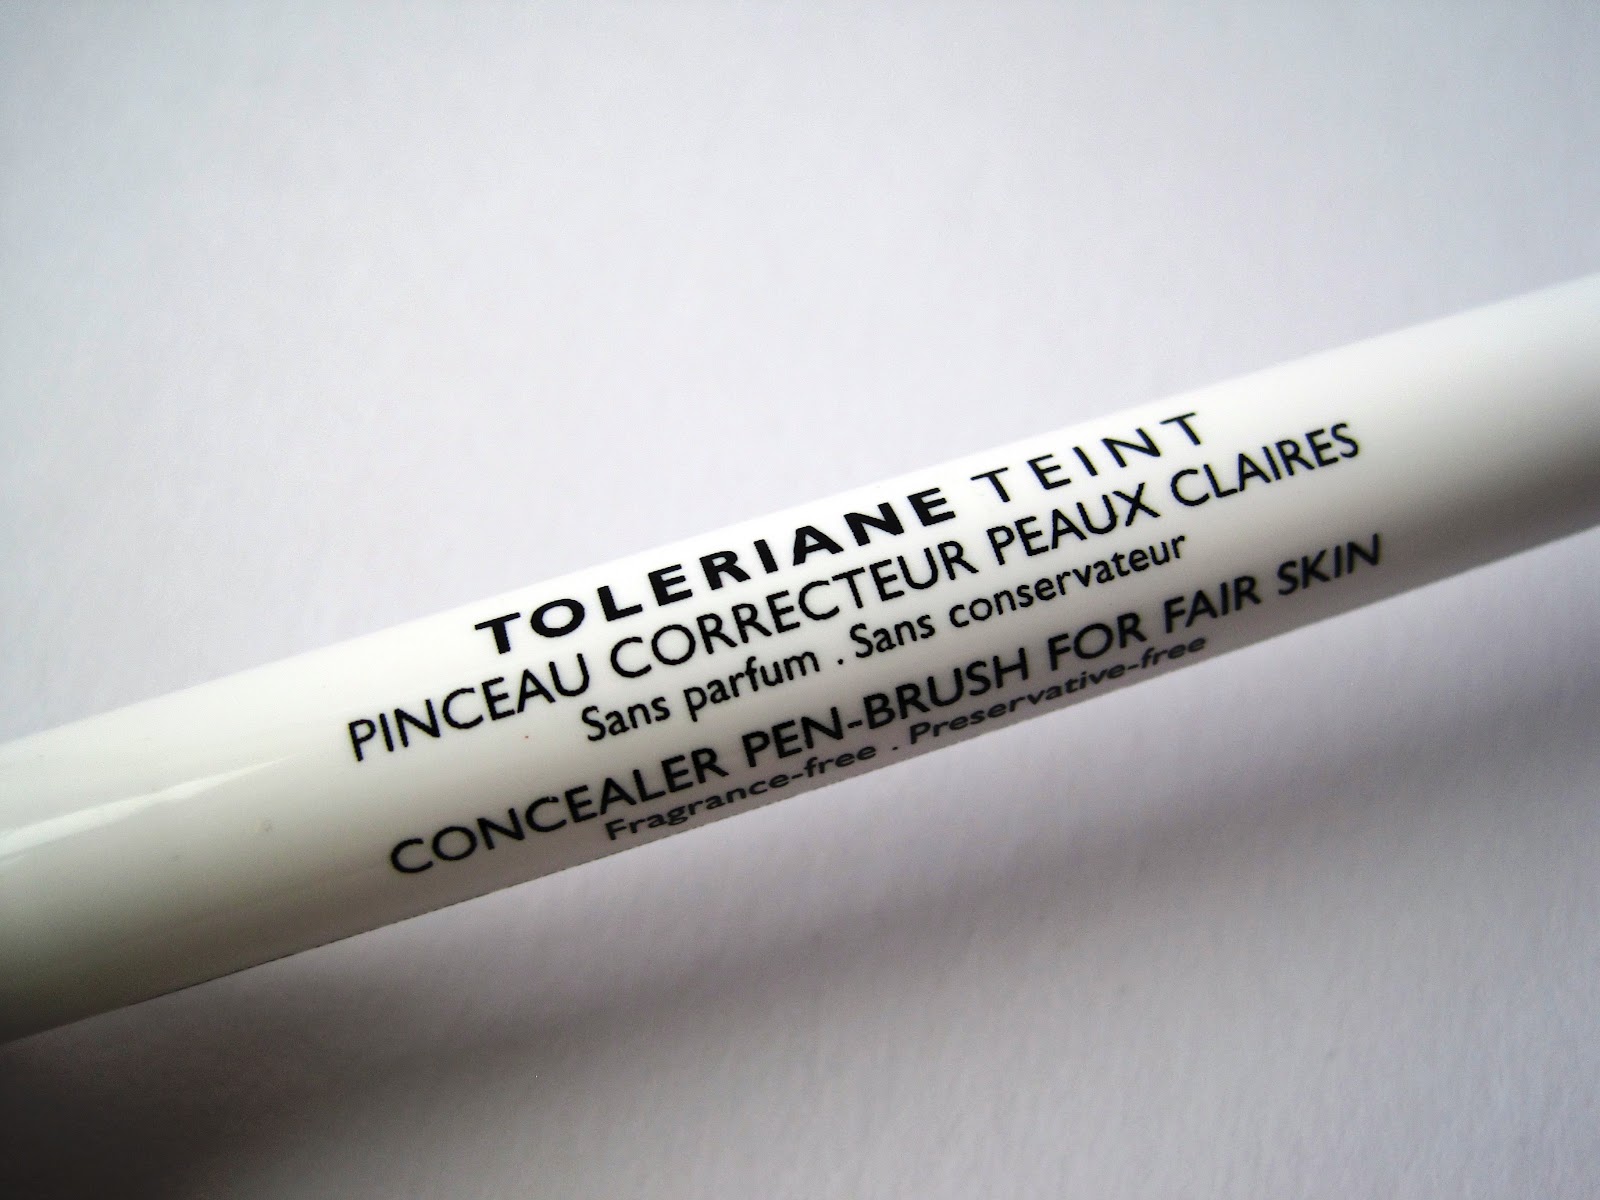 TOLERIANE TEINT
PINCEAU CORRECTEUR PEAUX CLAIRES
Sans parfum . Sans conservateur
CONCEALER PEN-BRUSH FOR FAIR SKIN
Fragrance-free . Preservative-free